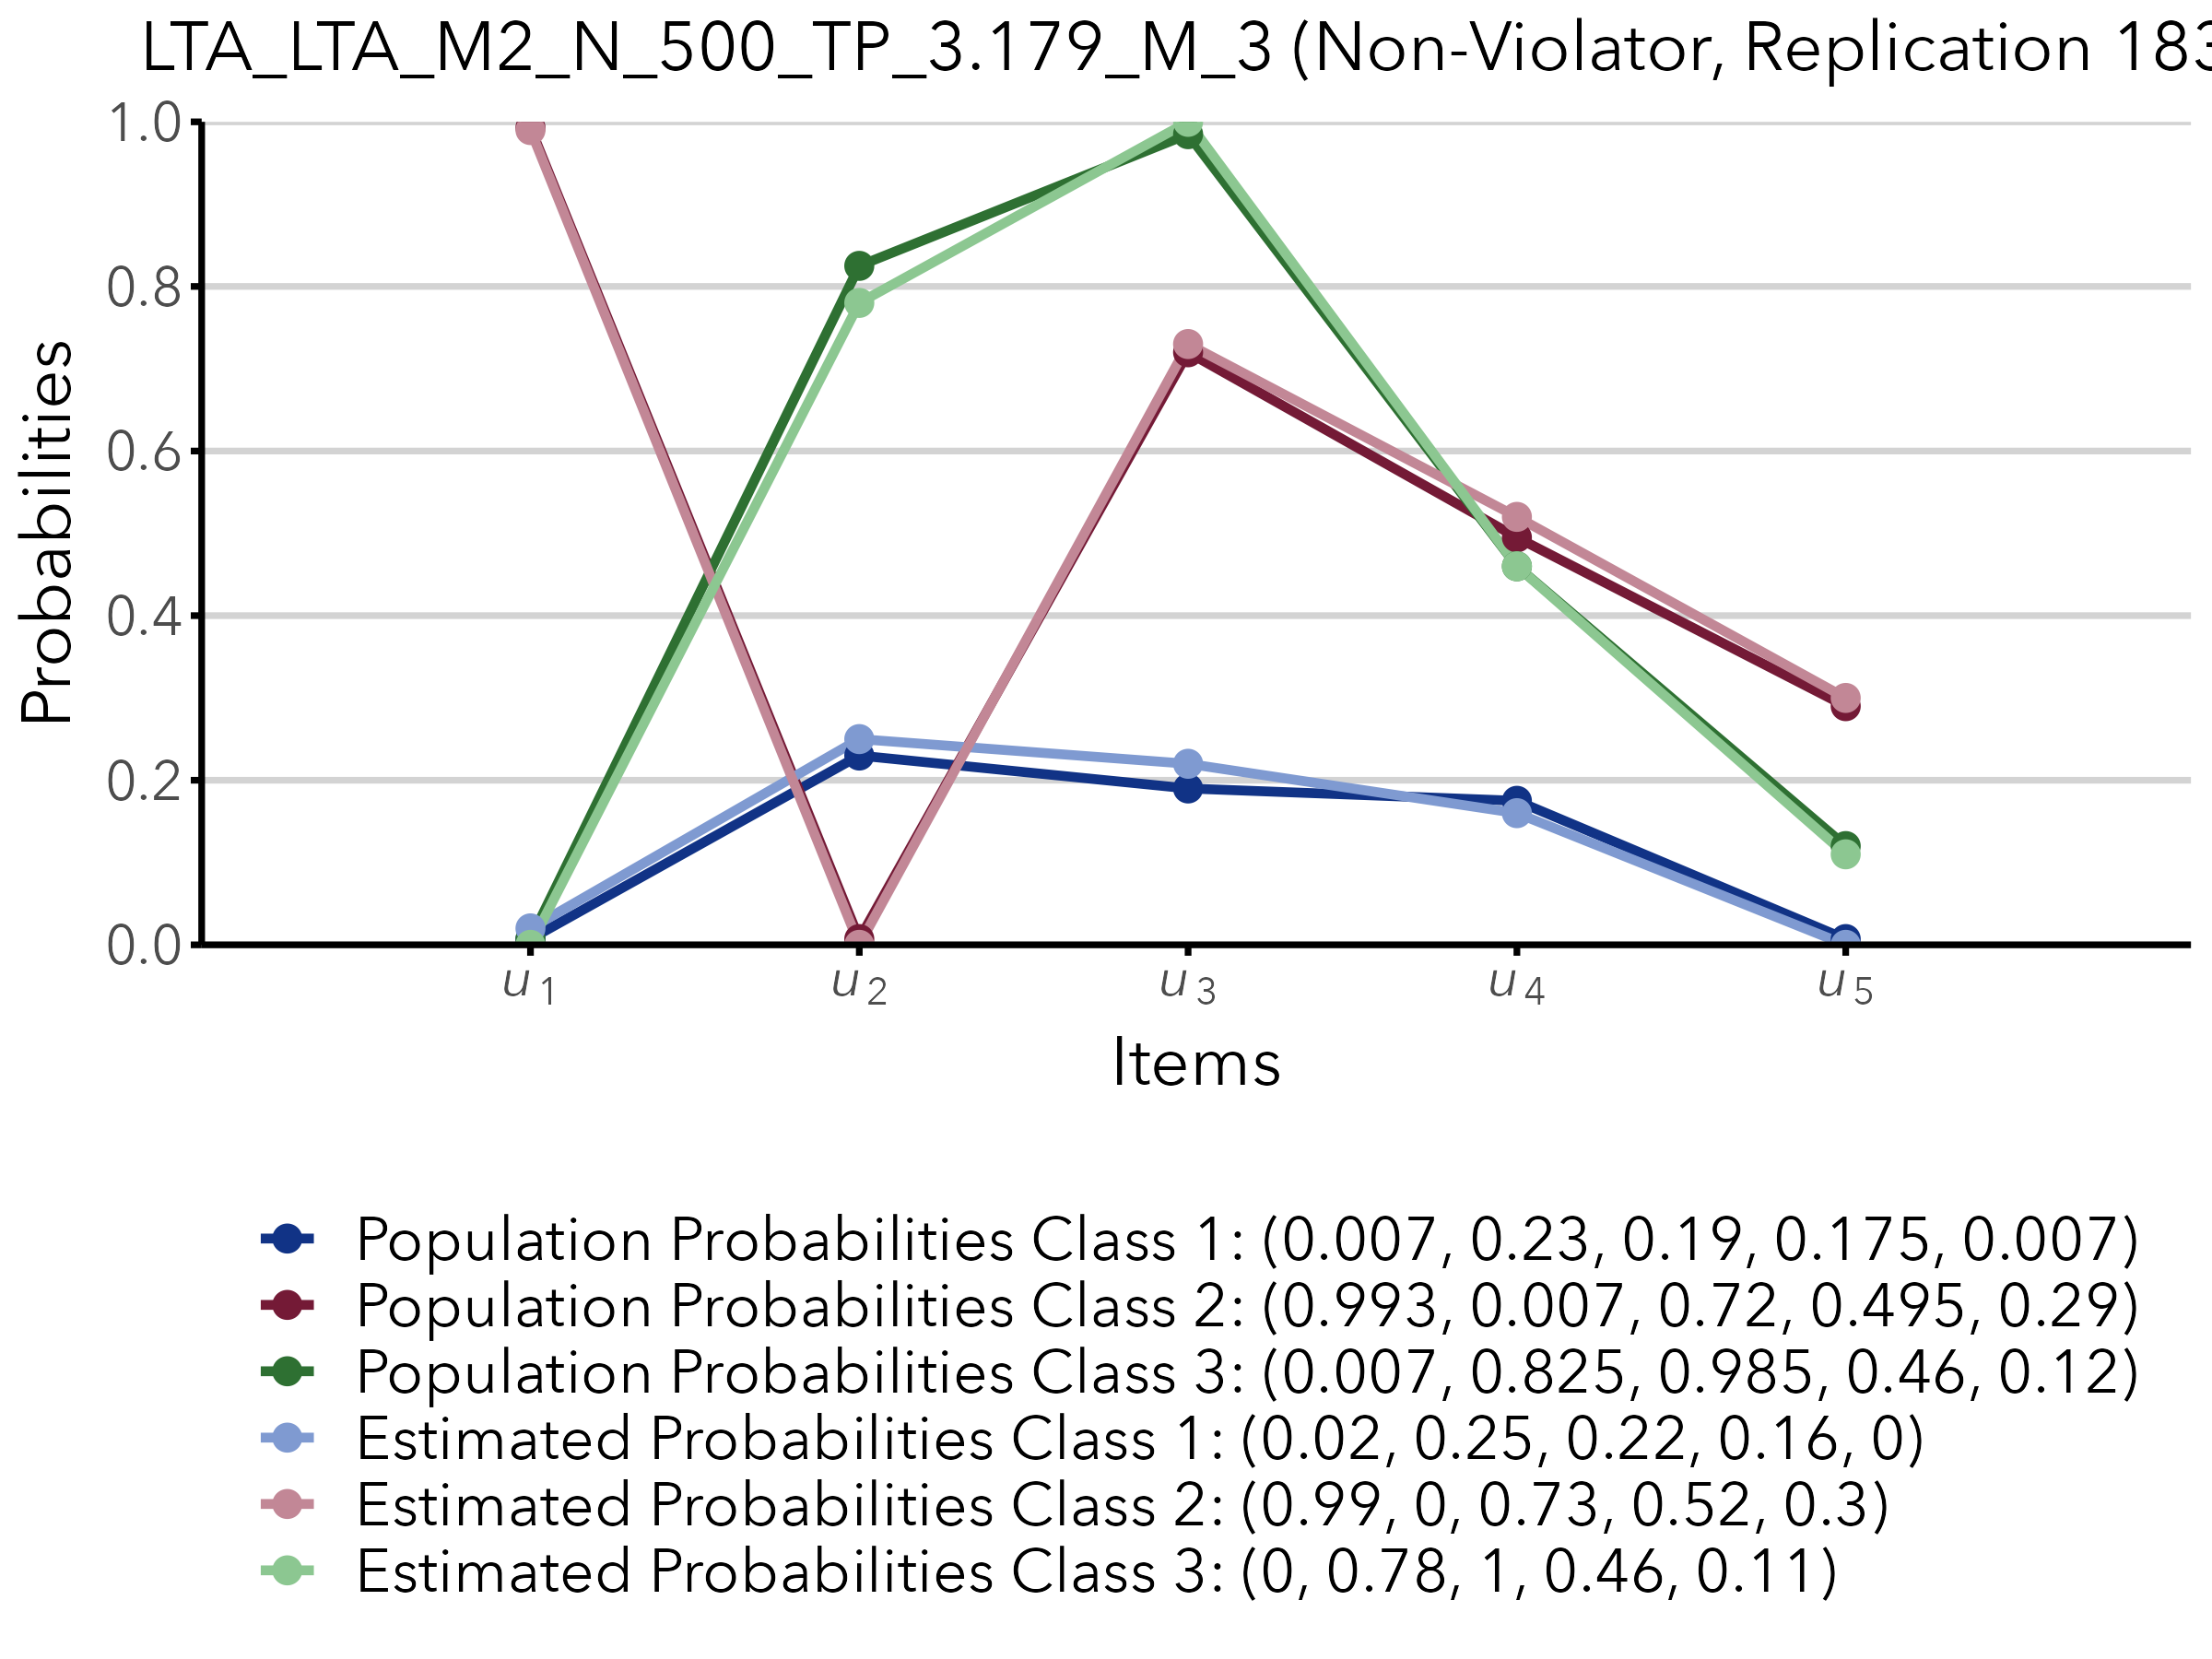 LTA_LTA_M2_N_500_TP_3.179_M_3 (Non-Violator, Replication 183
Probabilities
1.0
0.8
0.6
0.4
0.2
0.0
u1 u2 u3 u4 u5
Items
Population Probabilities Class 1: (0.007, 0.23, 0.19, 0.175, 0.007)
Population Probabilities Class 2: (0.993, 0.007, 0.72, 0.495, 0.29)
Population Probabilities Class 3: (0.007, 0.825, 0.985, 0.46, 0.12)
Estimated Probabilities Class 1: (0.02, 0.25, 0.22, 0.16, 0)
Estimated Probabilities Class 2: (0.99, 0, 0.73, 0.52, 0.3)
Estimated Probabilities Class 3: (0, 0.78, 1, 0.46, 0.11)